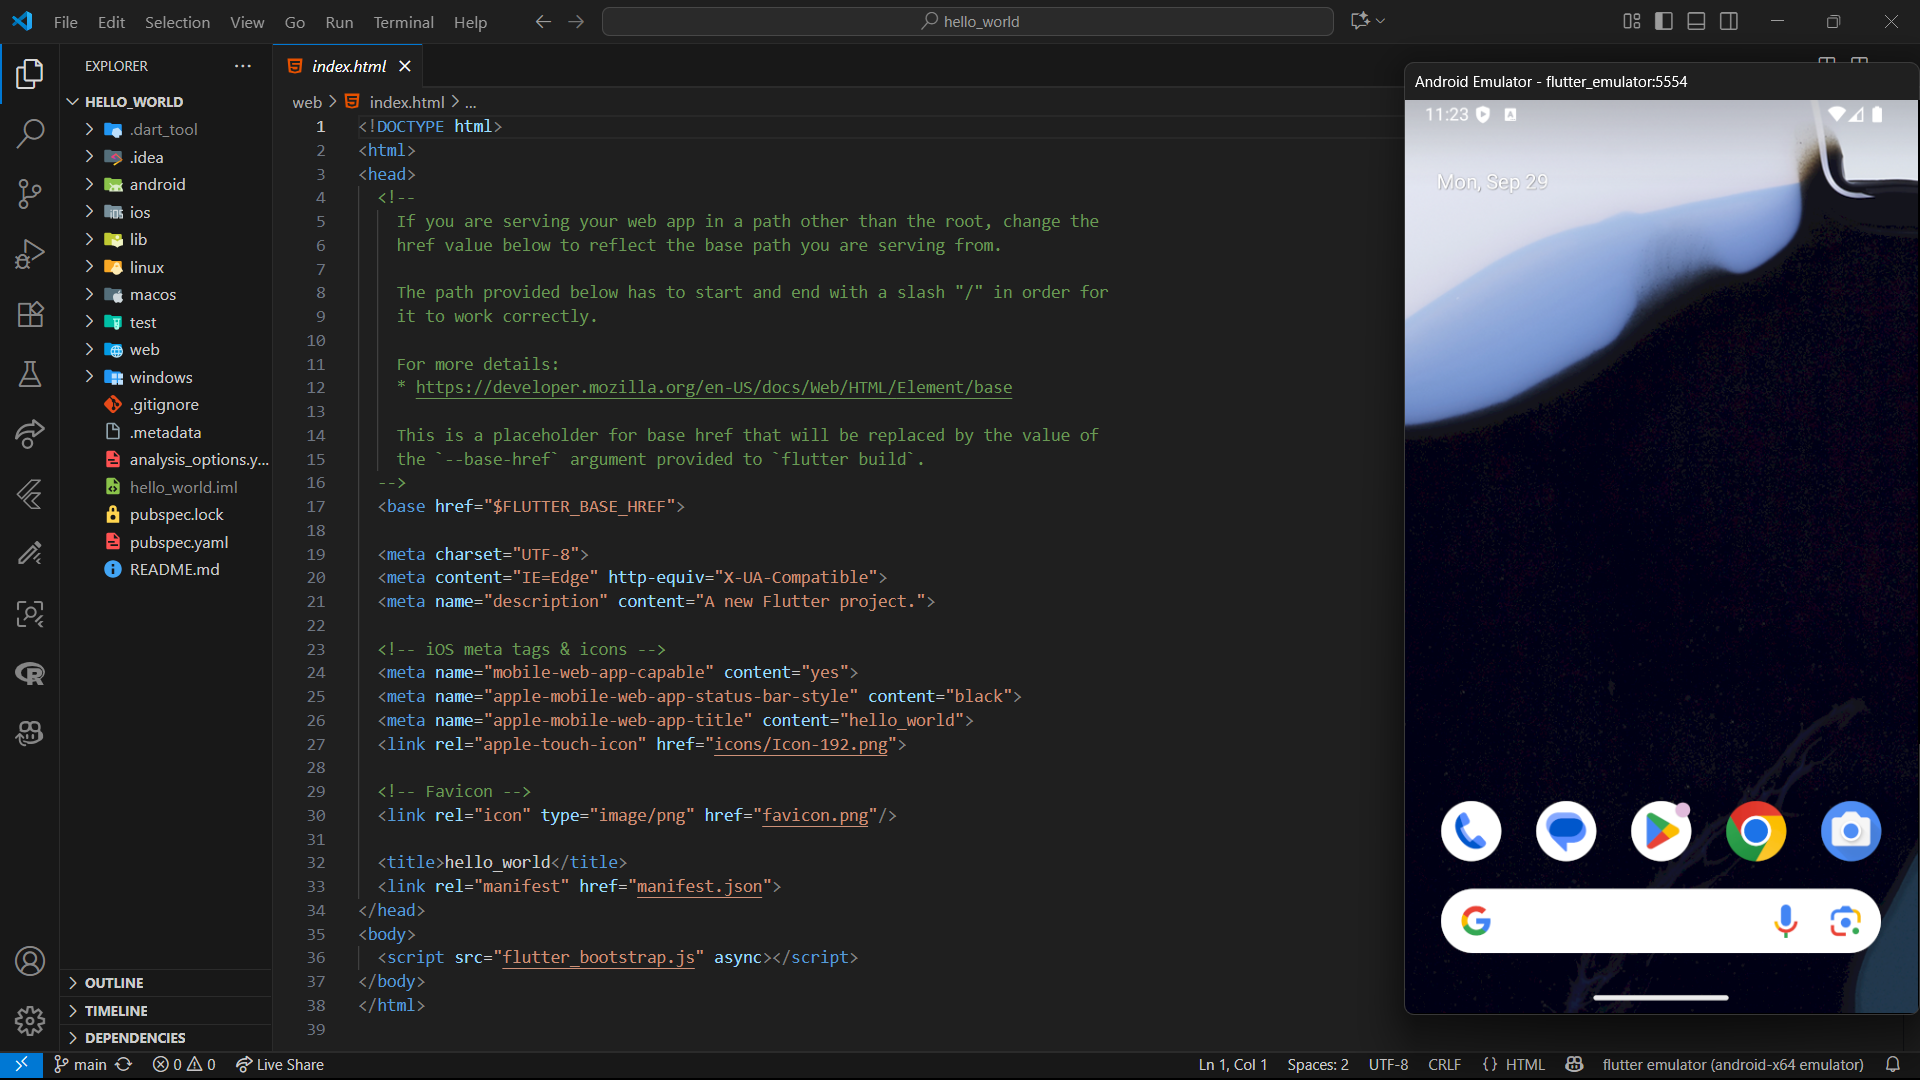 File Edit Selection View Go Run Terminal Help
hello_world
EXPLORER
HELLO_WORLD
.dart_tool
.idea
android
ios
lib
linux
macos
test
web
windows
.gitignore
.metadata
analysis_options.y...
hello_world.iml
pubspec.lock
pubspec.yaml
README.md
OUTLINE
TIMELINE
DEPENDENCIES
index.html
web > index.html > ...
1 <!DOCTYPE html>
2 <html>
3 <head>
4 <!--
5 If you are serving your web app in a path other than the root, change the
6 href value below to reflect the base path you are serving from.
7
8 The path provided below has to start and end with a slash "/" in order for
9 it to work correctly.
10
11 For more details:
12 * https://developer.mozilla.org/en-US/docs/Web/HTML/Element/base
13
14 This is a placeholder for base href that will be replaced by the value of
15 the `--base-href` argument provided to `flutter build`.
16 -->
17 <base href="$FLUTTER_BASE_HREF">
18
19 <meta charset="UTF-8">
20 <meta content="IE=Edge" http-equiv="X-UA-Compatible">
21 <meta name="description" content="A new Flutter project.">
22
23 <!-- iOS meta tags & icons -->
24 <meta name="mobile-web-app-capable" content="yes">
25 <meta name="apple-mobile-web-app-status-bar-style" content="black">
26 <meta name="apple-mobile-web-app-title" content="hello_world">
27 <link rel="apple-touch-icon" href="icons/Icon-192.png">
28
29 <!-- Favicon -->
30 <link rel="icon" type="image/png" href="favicon.png"/>
31
32 <title>hello_world</title>
33 <link rel="manifest" href="manifest.json">
34 </head>
35 <body>
36 <script src="flutter_bootstrap.js" async></script>
37 </body>
38 </html>
39
Android Emulator - flutter_emulator:5554
11:23
Mon, Sep 29
main 0 0 Live Share
Ln 1, Col 1 Spaces: 2 UTF-8 CRLF {} HTML flutter emulator (android-x64 emulator)